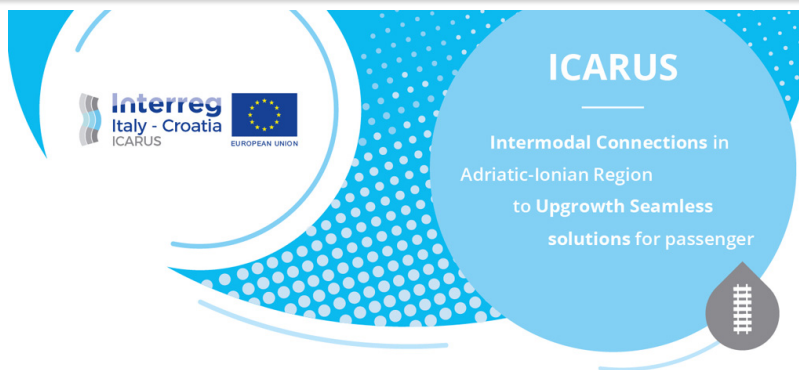 Interreg
Italy - Croatia
ICARUS
EUROPEAN UNION
ICARUS
Intermodal Connections in
Adriatic-Ionian Region
to Upgrowth Seamless
solutions for passenger